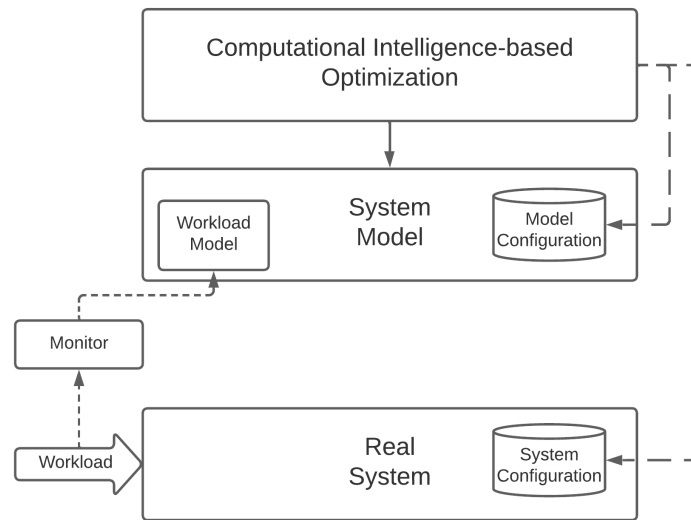 Computational Intelligence-based
Optimization
System
Model
Workload
Model
Model
Configuration
Monitor
Workload
Real
System
System
Configuration